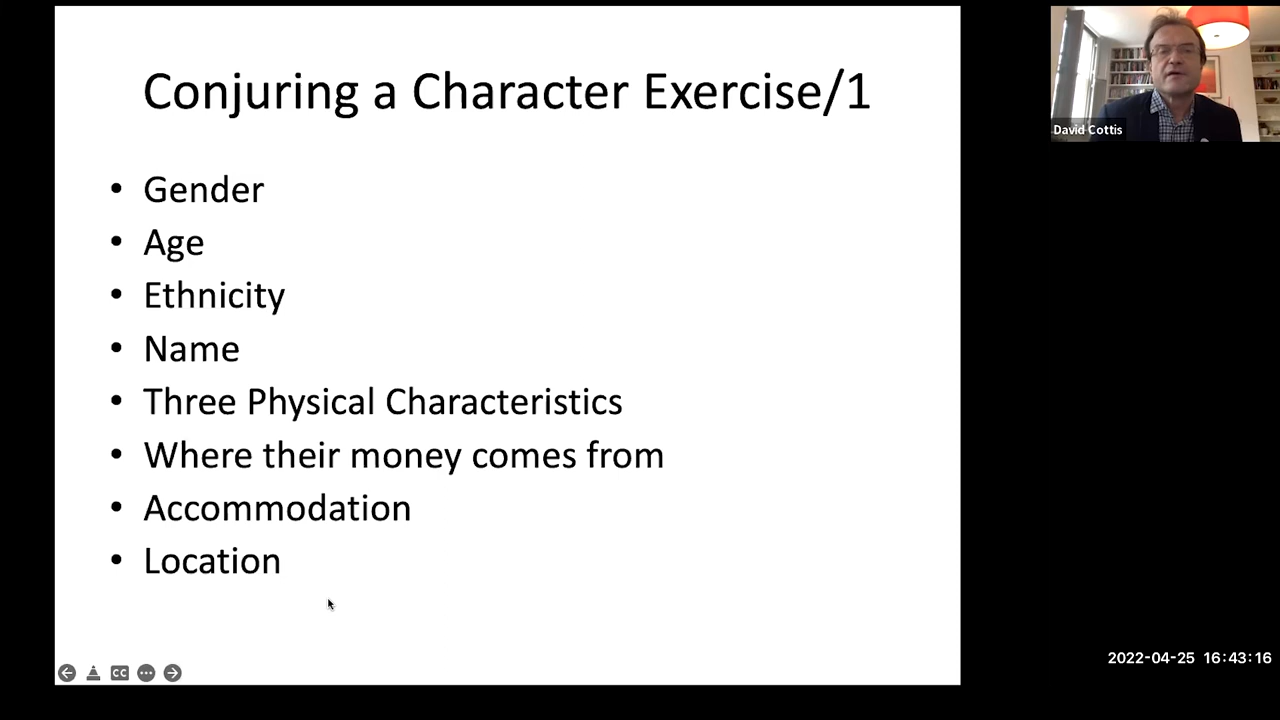 Conjuring a Character Exercise/1
• Gender
• Age
• Ethnicity
• Name
• Three Physical Characteristics
• Where their money comes from
• Accommodation
• Location
CC
David Cottis
2022-04-25 16:43:16